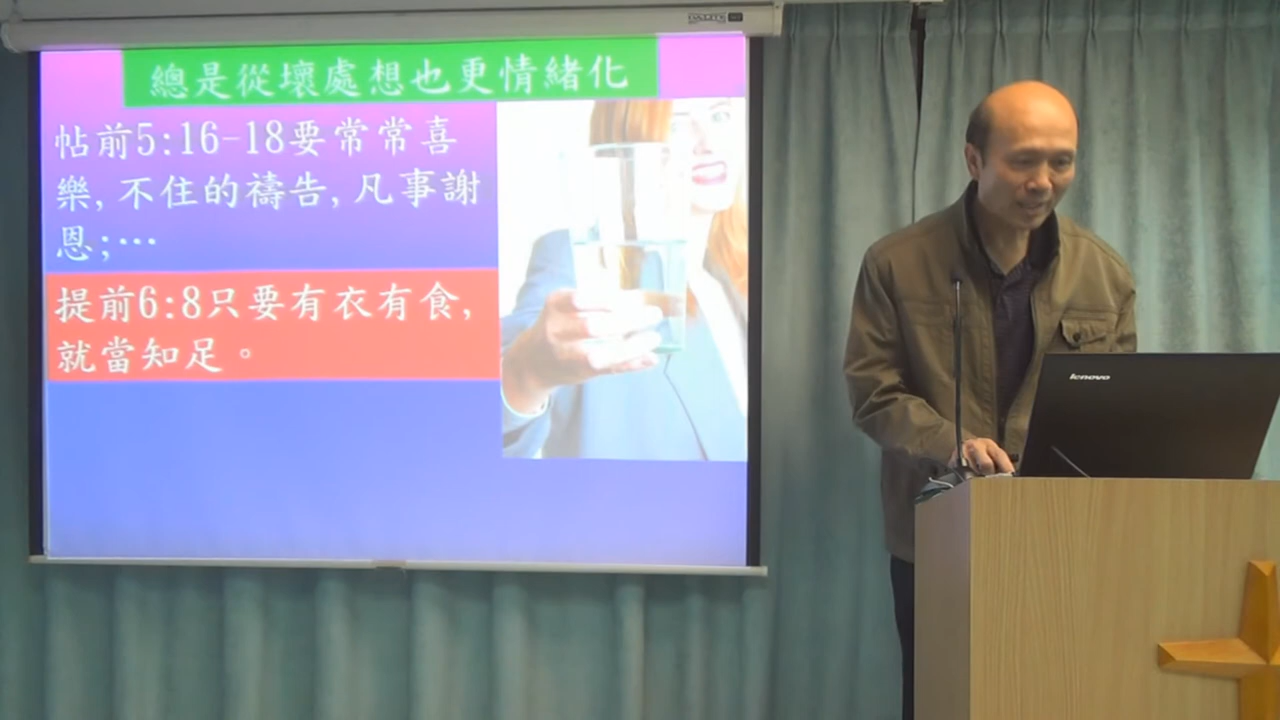 DA-LITE
總是從壞處想也更情緒化
帖前5:16-18要常常喜
樂,不住的禱告,凡事謝
恩;…
提前6:8只要有衣有食,
就當知足。
lenovo